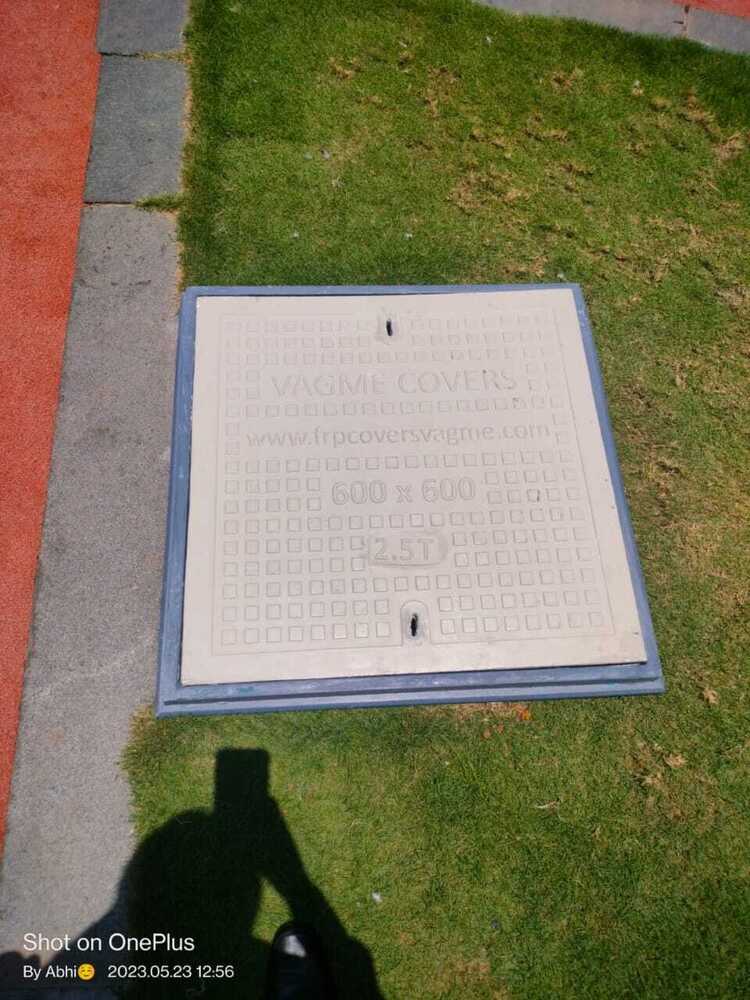 VAGME COVERS
www.frpcoversvagme.com
600 x 600
2.5T
Shot on OnePlus
By Abhi😊 2023.05.23 12:56